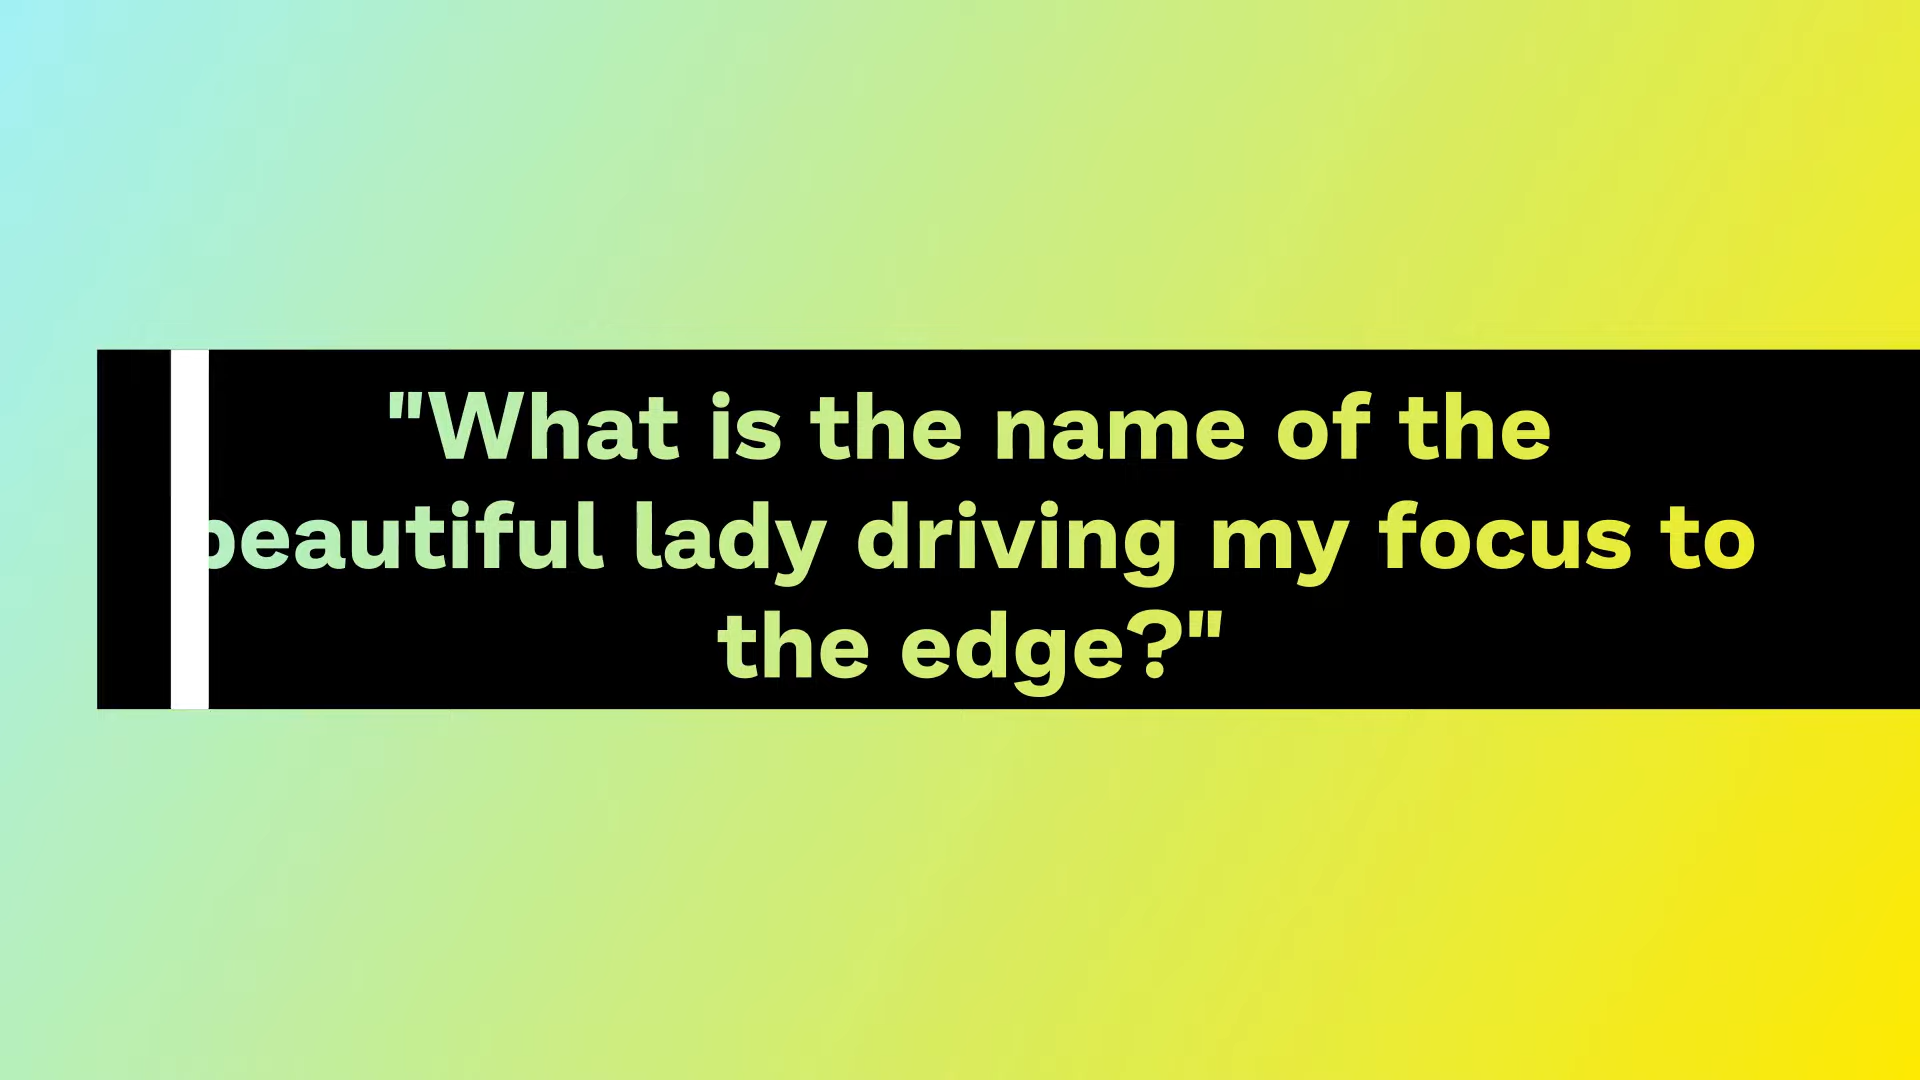 "What is the name of the
beautiful lady driving my focus to
the edge?"